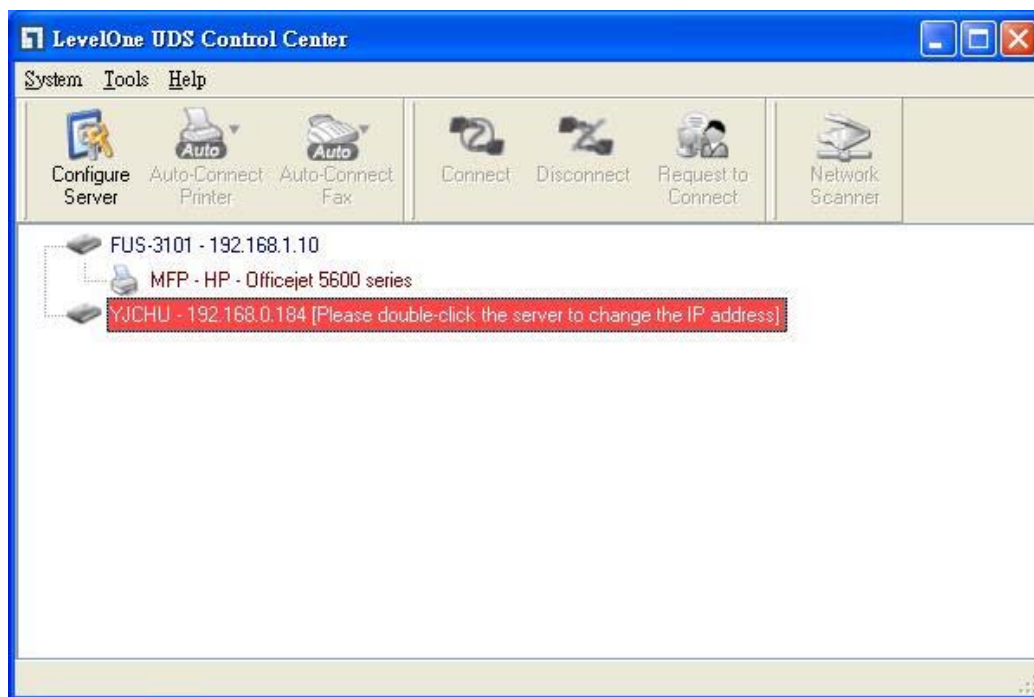 LevelOne UDS Control Center
System Tools Help
Configure Server
Auto
Auto-Connect Printer
Auto
Auto-Connect Fax
Connect
Disconnect
Request to Connect
Network Scanner
FUS-3101 - 192.168.1.10
MFP - HP - Officejet 5600 series
YJCHU - 192.168.0.184 [Please double-click the server to change the IP address]